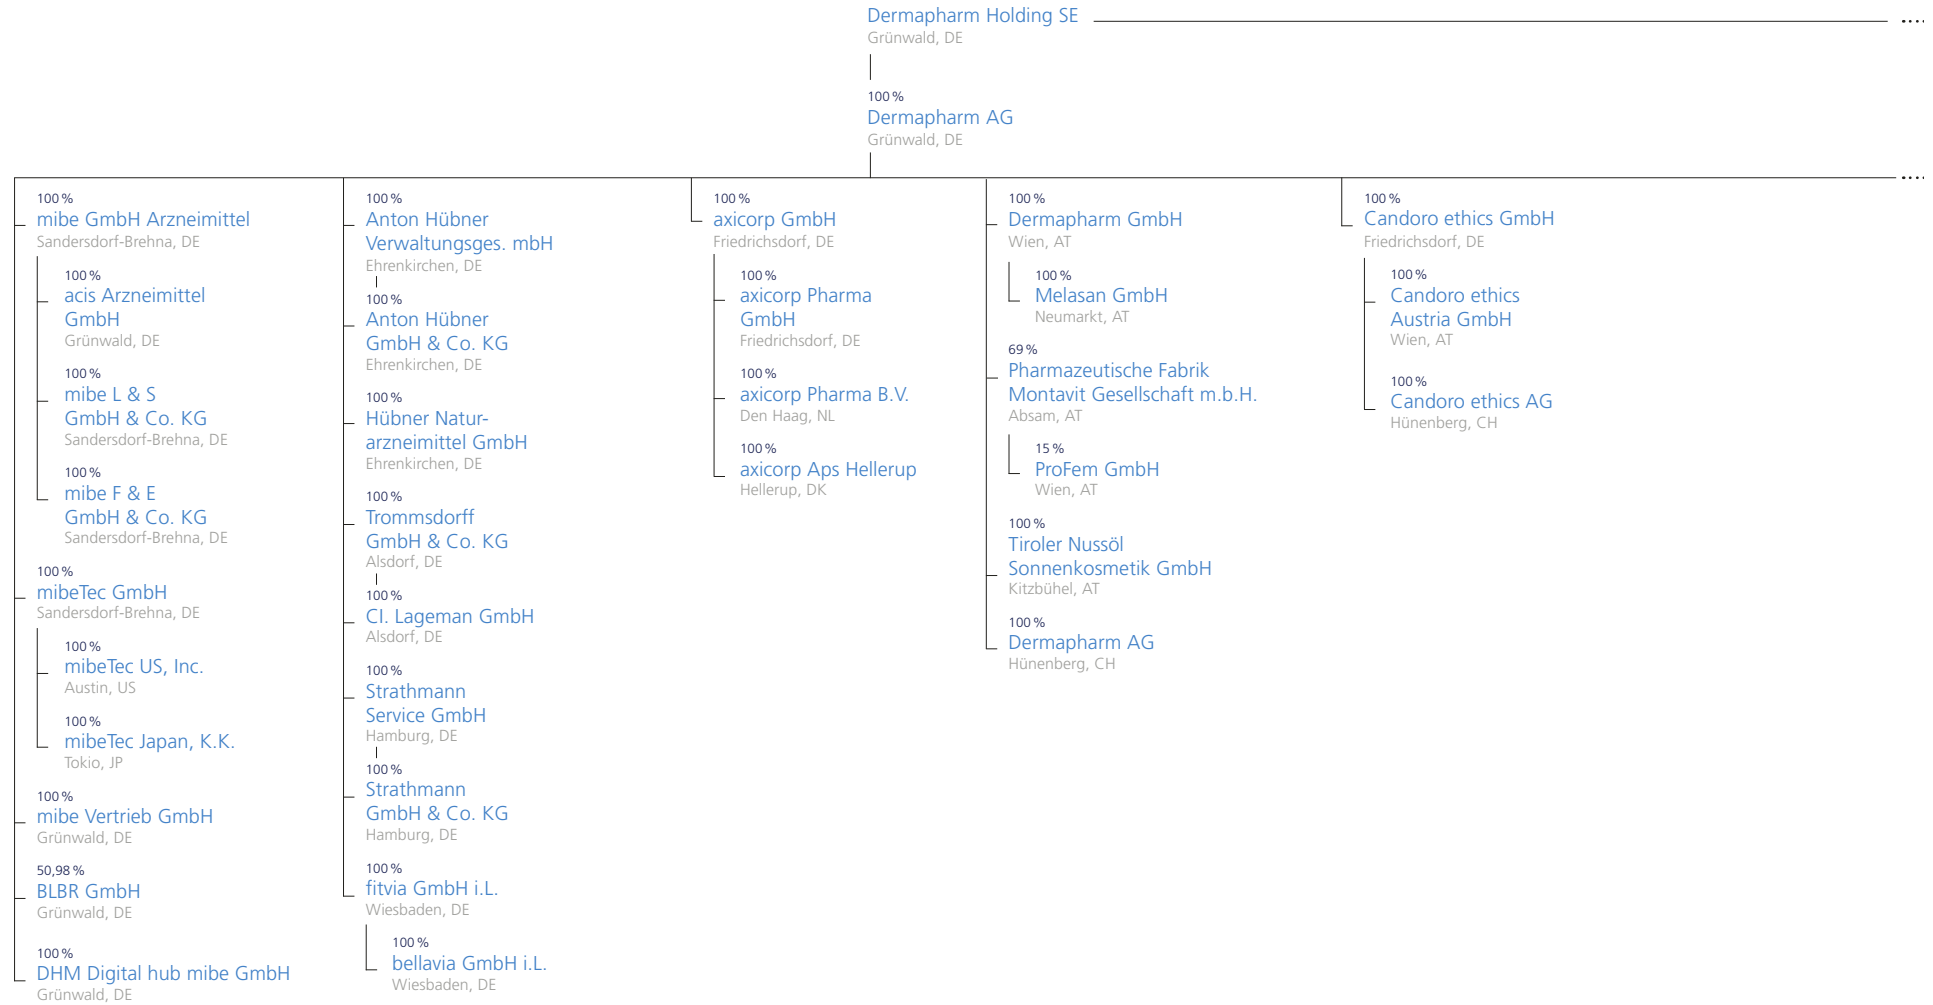 Dermapharm Holding SE
....
Grünwald, DE
100 %
Dermapharm AG
Grünwald, DE
....
100 %
mibe GmbH Arzneimittel
Sandersdorf-Brehna, DE
100 %
acis Arzneimittel
GmbH
Grünwald, DE
100 %
mibe L & S
GmbH & Co. KG
Sandersdorf-Brehna, DE
100 %
mibe F & E
GmbH & Co. KG
Sandersdorf-Brehna, DE
100 %
mibeTec GmbH
Sandersdorf-Brehna, DE
100 %
mibeTec US, Inc.
Austin, US
100 %
mibeTec Japan, K.K.
Tokio, JP
100 %
mibe Vertrieb GmbH
Grünwald, DE
50,98 %
BLBR GmbH
Grünwald, DE
100 %
DHM Digital hub mibe GmbH
Grünwald, DE
100 %
Anton Hübner
Verwaltungsges. mbH
Ehrenkirchen, DE
100 %
Anton Hübner
GmbH & Co. KG
Ehrenkirchen, DE
100 %
Hübner Natur-
arzneimittel GmbH
Ehrenkirchen, DE
100 %
Trommsdorff
GmbH & Co. KG
Alsdorf, DE
100 %
CI. Lageman GmbH
Alsdorf, DE
100 %
Strathmann
Service GmbH
Hamburg, DE
100 %
Strathmann
GmbH & Co. KG
Hamburg, DE
100 %
fitvia GmbH i.L.
Wiesbaden, DE
100 %
bellavia GmbH i.L.
Wiesbaden, DE
100 %
axicorp GmbH
Friedrichsdorf, DE
100 %
axicorp Pharma
GmbH
Friedrichsdorf, DE
100 %
axicorp Pharma B.V.
Den Haag, NL
100 %
axicorp Aps Hellerup
Hellerup, DK
100 %
Dermapharm GmbH
Wien, AT
100 %
Melasan GmbH
Neumarkt, AT
69 %
Pharmazeutische Fabrik
Montavit Gesellschaft m.b.H.
Absam, AT
15 %
ProFem GmbH
Wien, AT
100 %
Tiroler Nussöl
Sonnenkosmetik GmbH
Kitzbühel, AT
100 %
Dermapharm AG
Hünenberg, CH
100 %
Candoro ethics GmbH
Friedrichsdorf, DE
100 %
Candoro ethics
Austria GmbH
Wien, AT
100 %
Candoro ethics AG
Hünenberg, CH